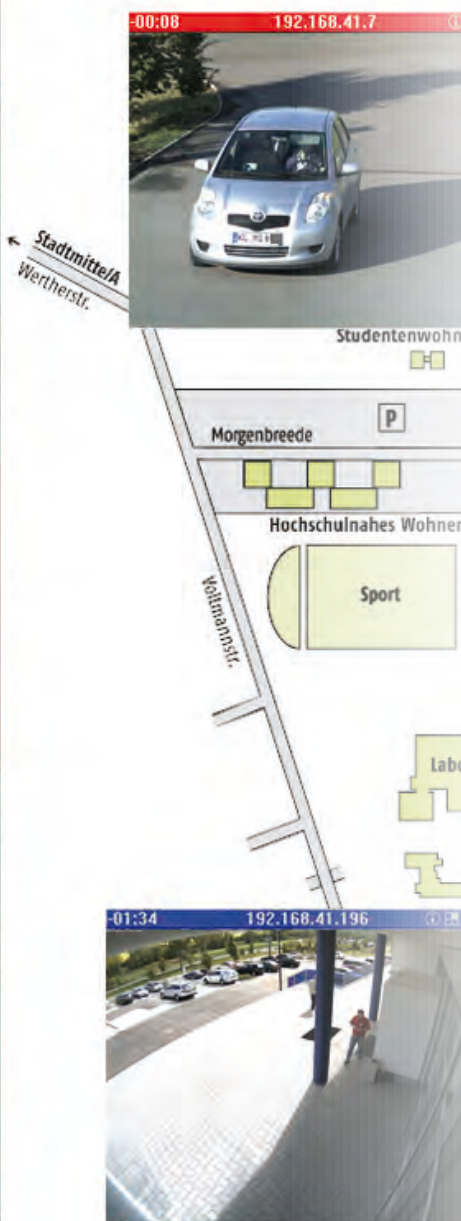 -00:08 192.168.41.7
Stadtmitte/A
Wertherstr.
Studentenwohn
P
Morgenbreede
Hochschulnahes Wohnen
Sport
Voltmannstr.
Labo
-01:34 192.168.41.196